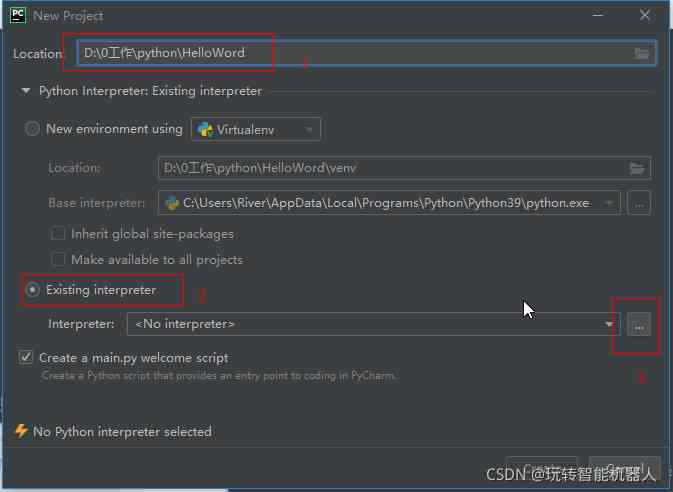 PC New Project
Location: D:\0工作\python\HelloWord
1
Python Interpreter: Existing interpreter
New environment using Virtualenv
Location: D:\0工作\python\HelloWord\venv
Base interpreter: C:\Users\River\AppData\Local\Programs\Python\Python39\python.exe ...
Inherit global site-packages
Make available to all projects
Existing interpreter 2
Interpreter: <No interpreter> ...
Create a main.py welcome script
Create a Python script that provides an entry point to coding in PyCharm.
No Python interpreter selected
Create Cancel
CSDN @玩转智能机器人